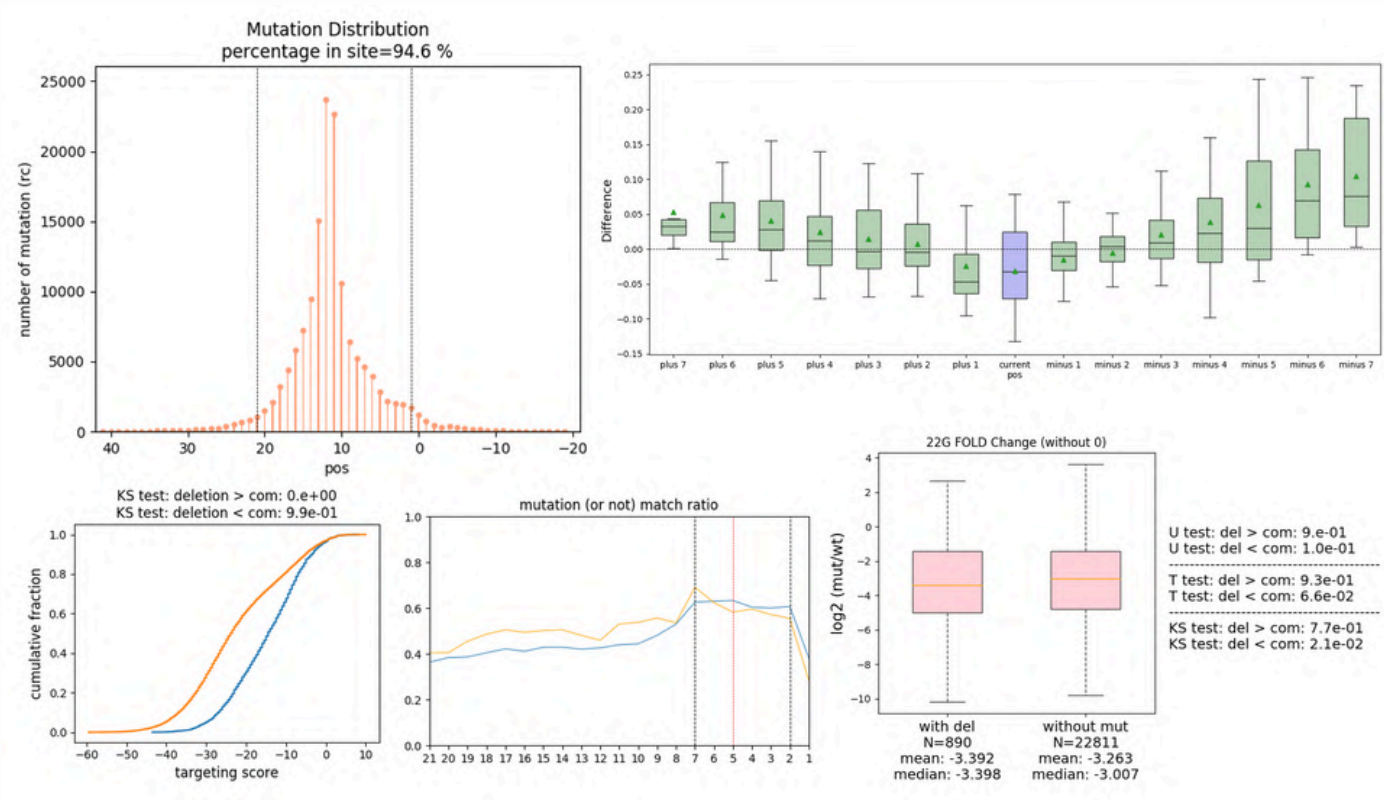 Mutation Distribution
percentage in site=94.6 %
number of mutation (rc)
25000
20000
15000
10000
5000
0
40 30 20 10 0 −10 −20
pos
Difference
0.25
0.20
0.15
0.10
0.05
0.00
−0.05
−0.10
−0.15
plus 7 plus 6 plus 5 plus 4 plus 3 plus 2 plus 1 current minus 1 minus 2 minus 3 minus 4 minus 5 minus 6 minus 7
pos
KS test: deletion > com: 0.e+00
KS test: deletion < com: 9.9e-01
cumulative fraction
1.0
0.8
0.6
0.4
0.2
0.0
−60 −50 −40 −30 −20 −10 0 10
targeting score
mutation (or not) match ratio
1.0
0.8
0.6
0.4
0.2
0.0
21 20 19 18 17 16 15 14 13 12 11 10 9 8 7 6 5 4 3 2 1
22G FOLD Change (without 0)
log2 (mut/wt)
4
2
0
−2
−4
−6
−8
−10
with del without mut
N=890 N=22811
mean: -3.392 mean: -3.263
median: -3.398 median: -3.007
U test: del > com: 9.e-01
U test: del < com: 1.0e-01
T test: del > com: 9.3e-01
T test: del < com: 6.6e-02
KS test: del > com: 7.7e-01
KS test: del < com: 2.1e-02